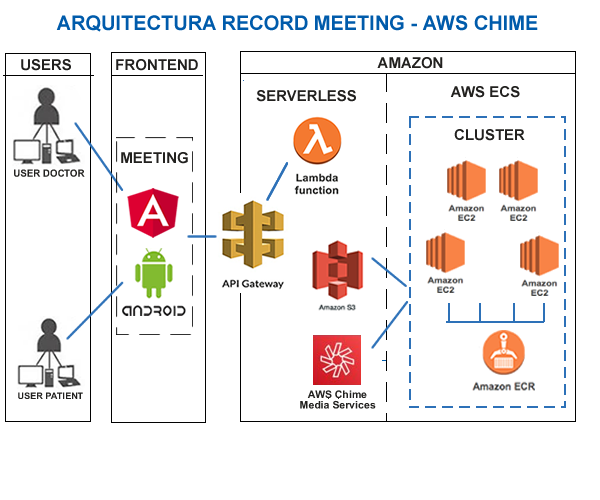 ARQUITECTURA RECORD MEETING - AWS CHIME
USERS
FRONTEND
AMAZON
USER DOCTOR
USER PATIENT
MEETING
A
ANDROID
SERVERLESS
Lambda
function
API Gateway
Amazon S3
AWS Chime
Media Services
AWS ECS
CLUSTER
Amazon
EC2
Amazon
EC2
Amazon
EC2
Amazon
EC2
Amazon ECR